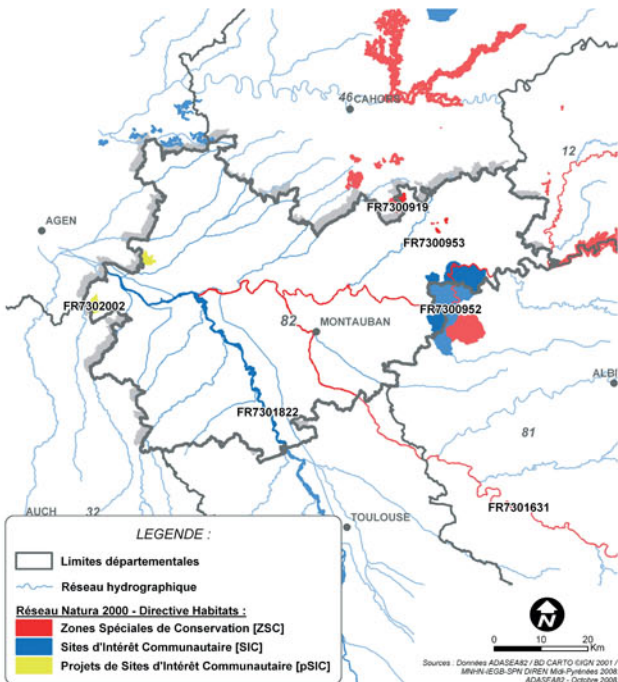 46
CAHORS
12
AGEN
FR7300919
FR7300953
FR7302002
FR7300952
82
MONTAUBAN
ALBI
FR7301822
81
FR7301631
AUCH
32
TOULOUSE
LEGENDE :
Limites départementales
Réseau hydrographique
Réseau Natura 2000 - Directive Habitats :
Zones Spéciales de Conservation [ZSC]
Sites d'Intérêt Communautaire [SIC]
Projets de Sites d'Intérêt Communautaire [pSIC]
N
0 10 20
Km
Sources : Données ADASEA82 / BD CARTO ©IGN 2001 /
MNHN-IEGB-SPN DIREN Midi-Pyrénées 2008
ADASEA82 - Octobre 2008